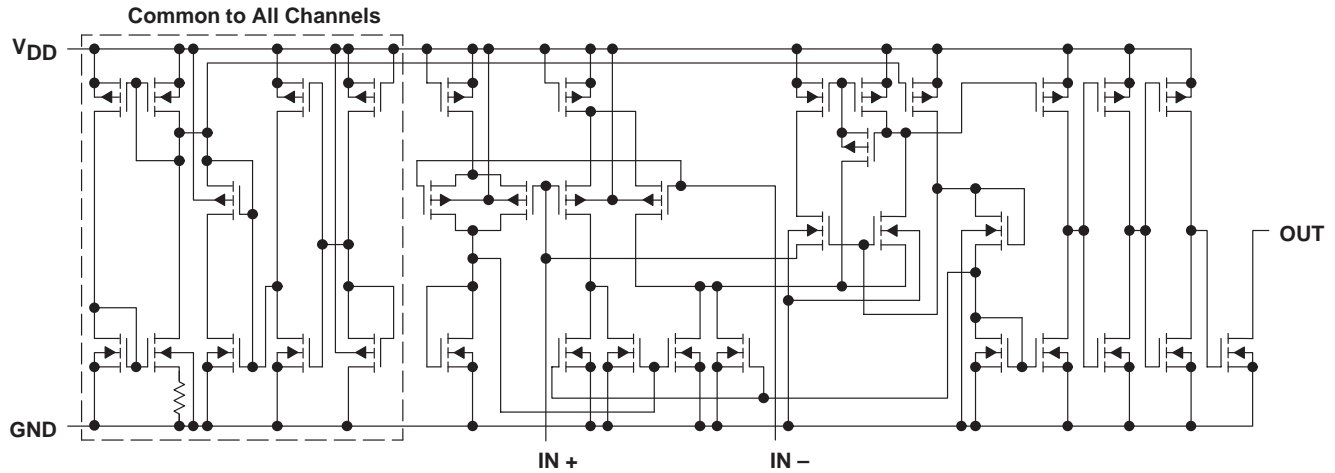 Common to All Channels
VDD
OUT
GND
IN +
IN –